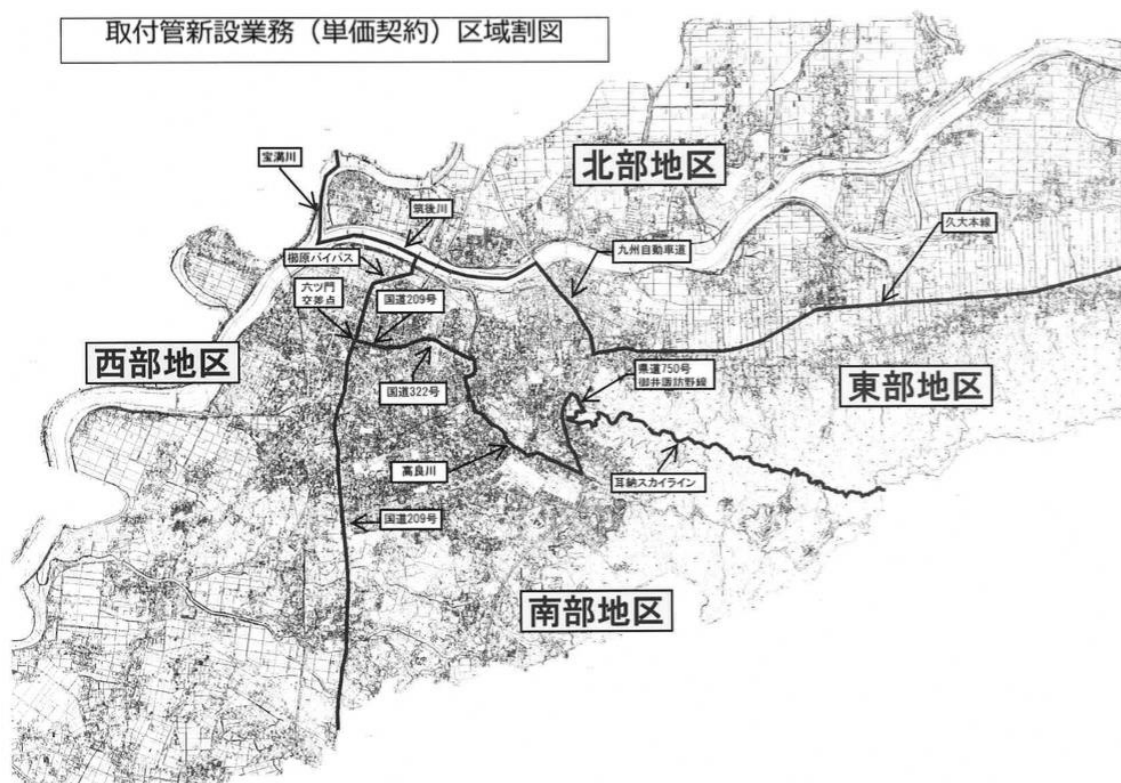 取付管新設業務（単価契約）区域割図
北部地区
宝満川
筑後川
久大本線
九州自動車道
櫛原バイパス
六ツ門
交差点
国道209号
西部地区
国道322号
県道750号
御井諏訪野線
東部地区
高良川
耳納スカイライン
国道209号
南部地区